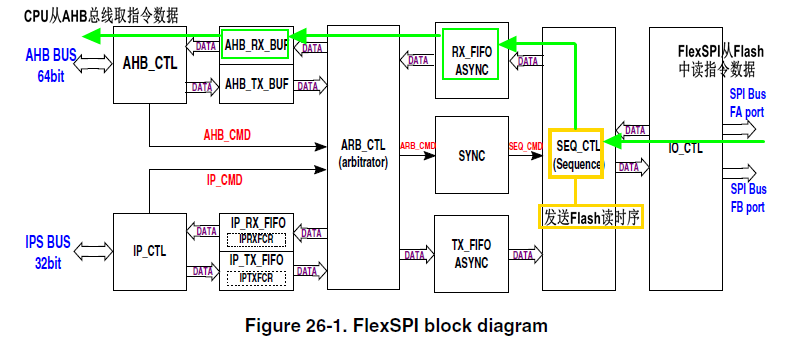 CPU从AHB总线取指令数据
AHB BUS
64bit
AHB_CTL
DATA
DATA
AHB_RX_BUF
AHB_TX_BUF
DATA
DATA
AHB_CMD
IP_CMD
IPS BUS
32bit
IP_CTL
DATA
DATA
IP_RX_FIFO
IPRXFCR
IP_TX_FIFO
IPTXFCR
DATA
DATA
ARB_CTL
(arbitrator)
DATA
ARB_CMD
DATA
RX_FIFO
ASYNC
SYNC
TX_FIFO
ASYNC
DATA
SEQ_CMD
DATA
SEQ_CTL
(Sequence)
发送Flash读时序
DATA
DATA
IO_CTL
FlexSPI从Flash
中读指令数据
SPI Bus
FA port
SPI Bus
FB port
Figure 26-1. FlexSPI block diagram